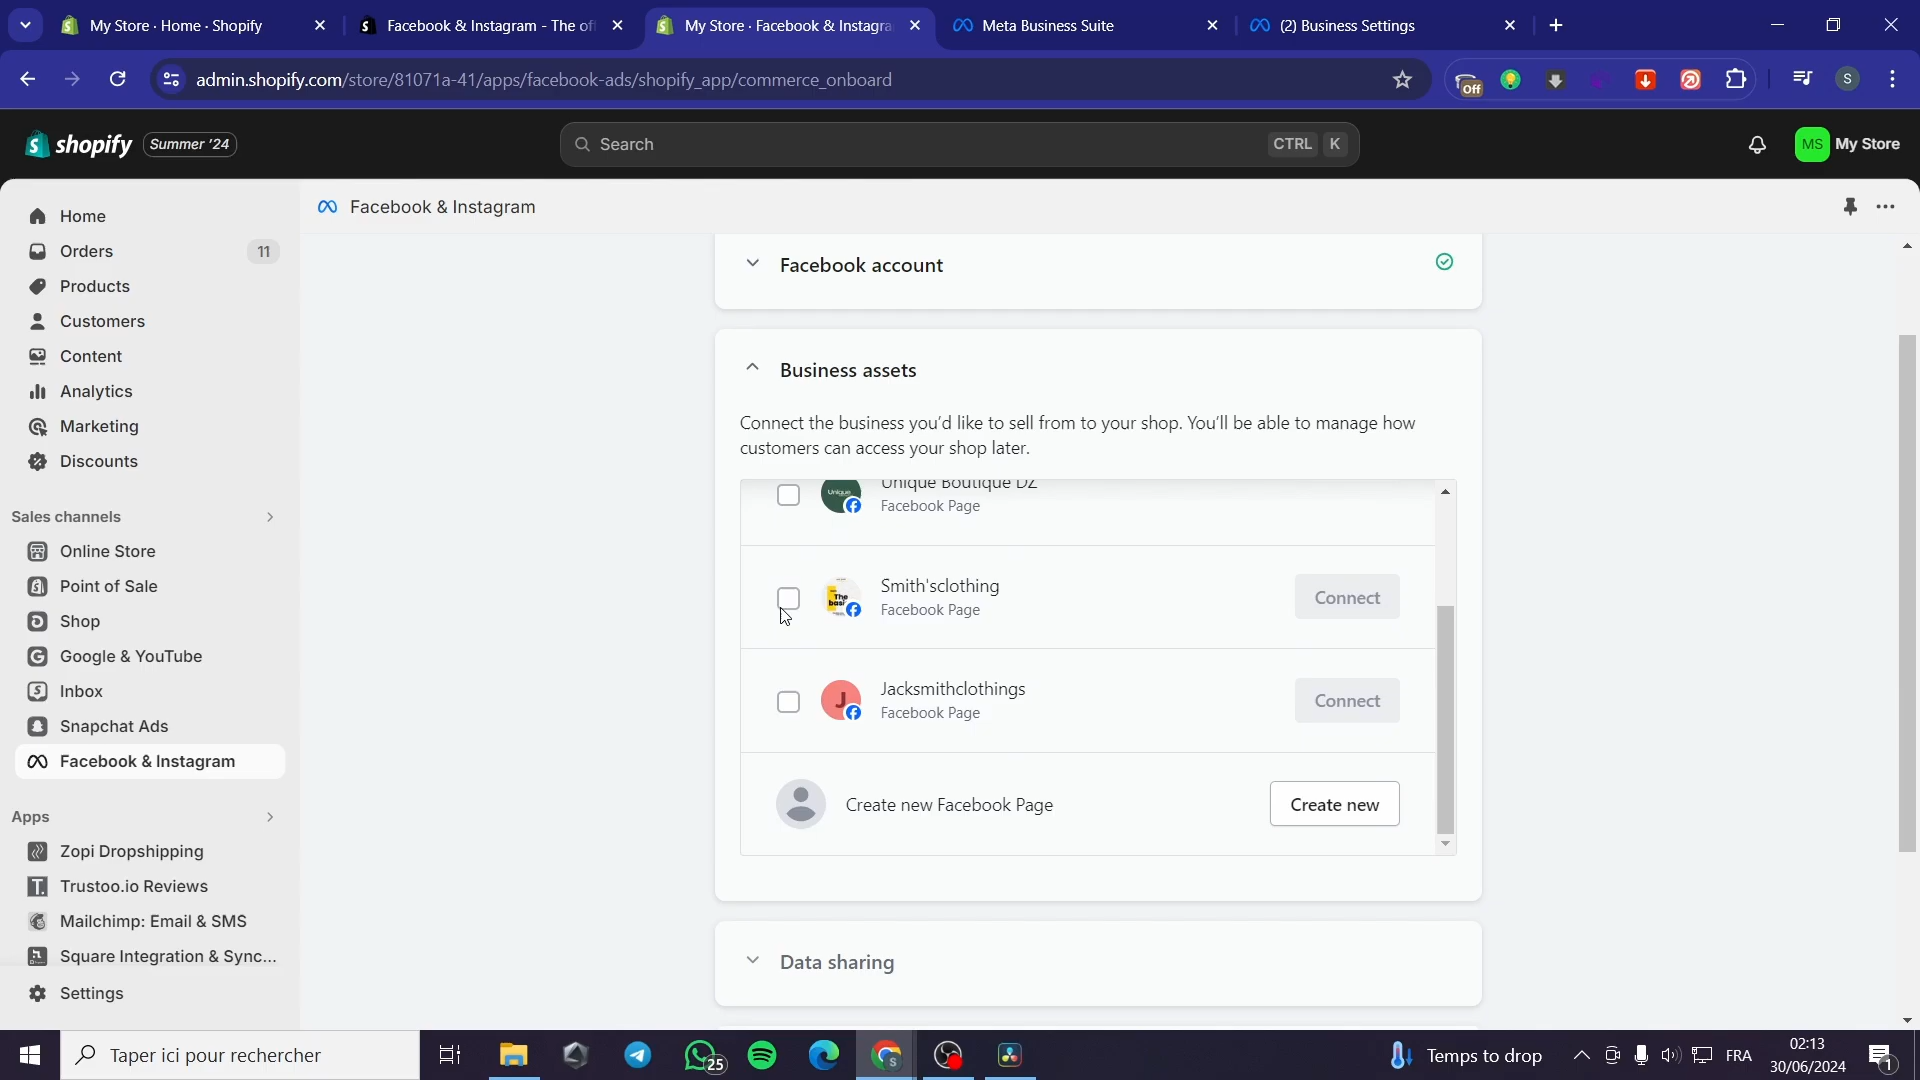 My Store · Home · Shopify
Facebook & Instagram - The of
My Store · Facebook & Instagra
Meta Business Suite
(2) Business Settings
admin.shopify.com/store/81071a-41/apps/facebook-ads/shopify_app/commerce_onboard
Off
S
shopify
Summer '24
Search
CTRL K
MS My Store
Home
Orders 11
Products
Customers
Content
Analytics
Marketing
Discounts
Sales channels
Online Store
Point of Sale
Shop
Google & YouTube
Inbox
Snapchat Ads
Facebook & Instagram
Apps
Zopi Dropshipping
Trustoo.io Reviews
Mailchimp: Email & SMS
Square Integration & Sync...
Settings
Facebook & Instagram
Facebook account
Business assets
Connect the business you'd like to sell from to your shop. You'll be able to manage how
customers can access your shop later.
Unique Boutique DZ
Facebook Page
Smith'sclothing
Facebook Page
Connect
J
Jacksmithclothings
Facebook Page
Connect
Create new Facebook Page
Create new
Data sharing
Taper ici pour rechercher
25
Temps to drop
FRA
02:13
30/06/2024
1